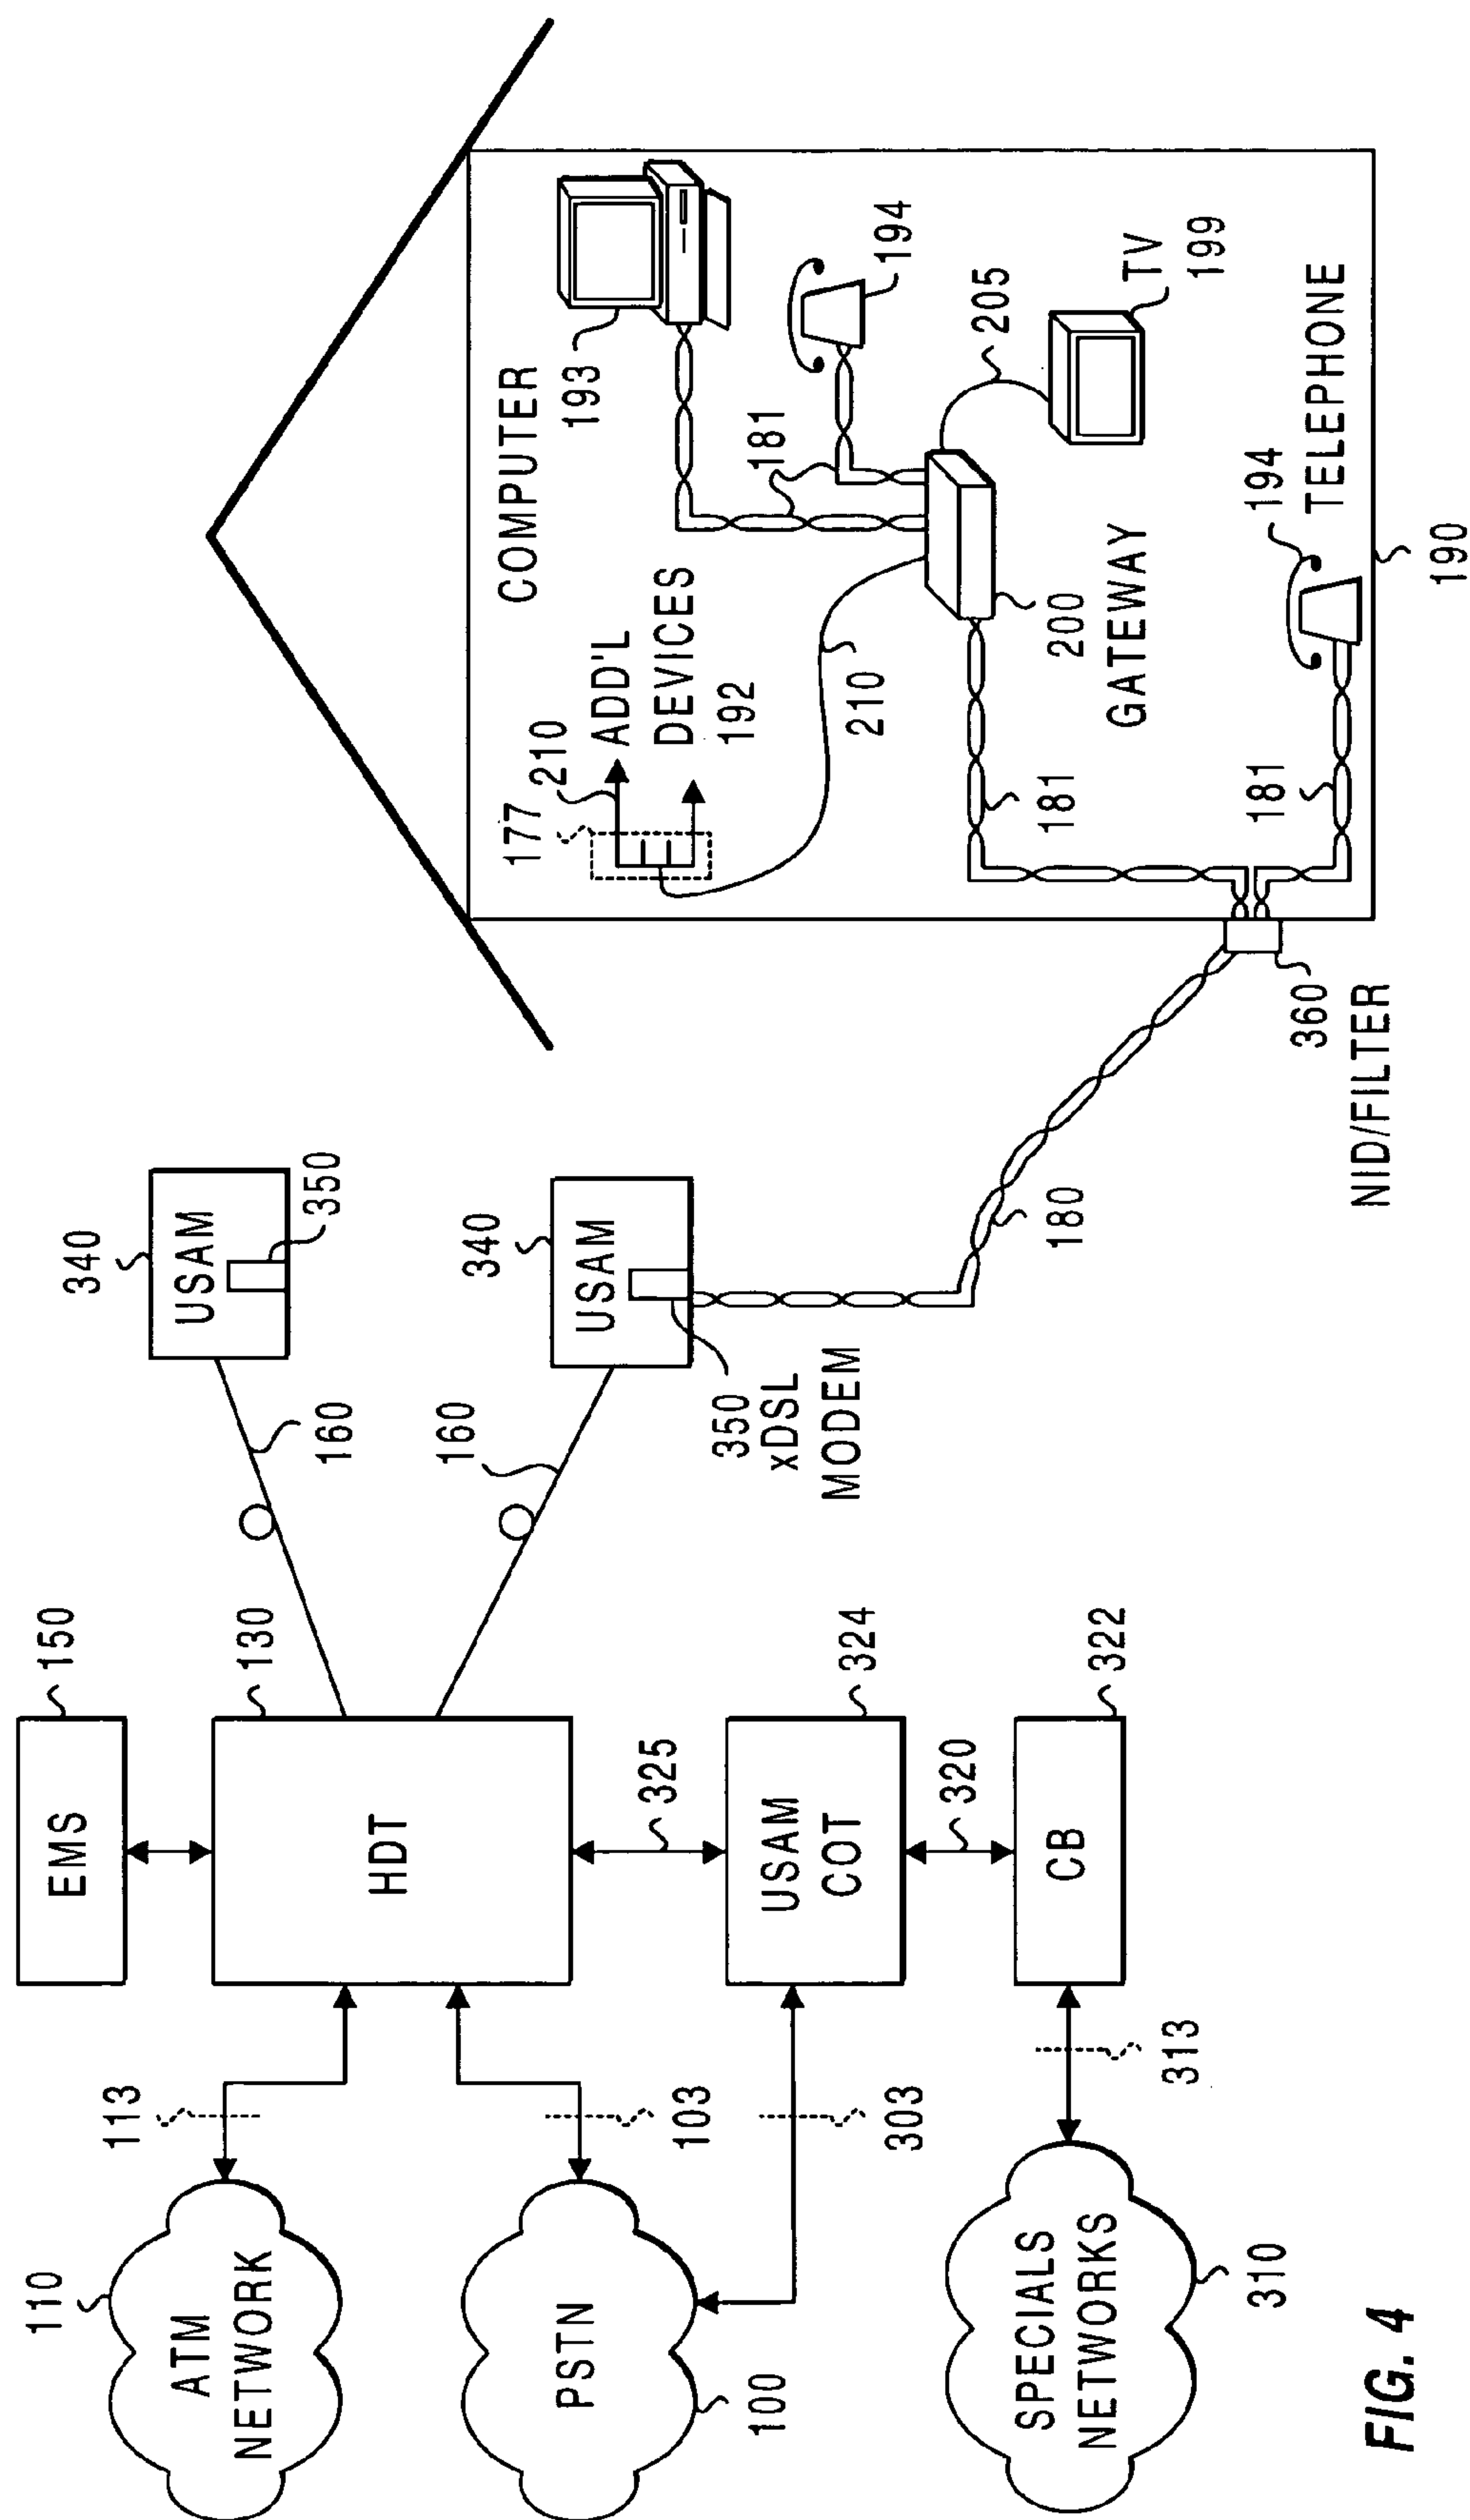 110
ATM
NETWORK
113
EMS
150
HDT
130
160
340
USAM
350
PSTN
100
103
303
325
USAM
COT
324
160
340
USAM
350
xDSL
MODEM
180
SPECIALS
NETWORKS
310
313
320
CB
322
177
210
ADD'L
DEVICES
192
COMPUTER
193
181
194
210
205
TV
199
200
GATEWAY
181
181
194
TELEPHONE
190
360
NID/FILTER
FIG. 4